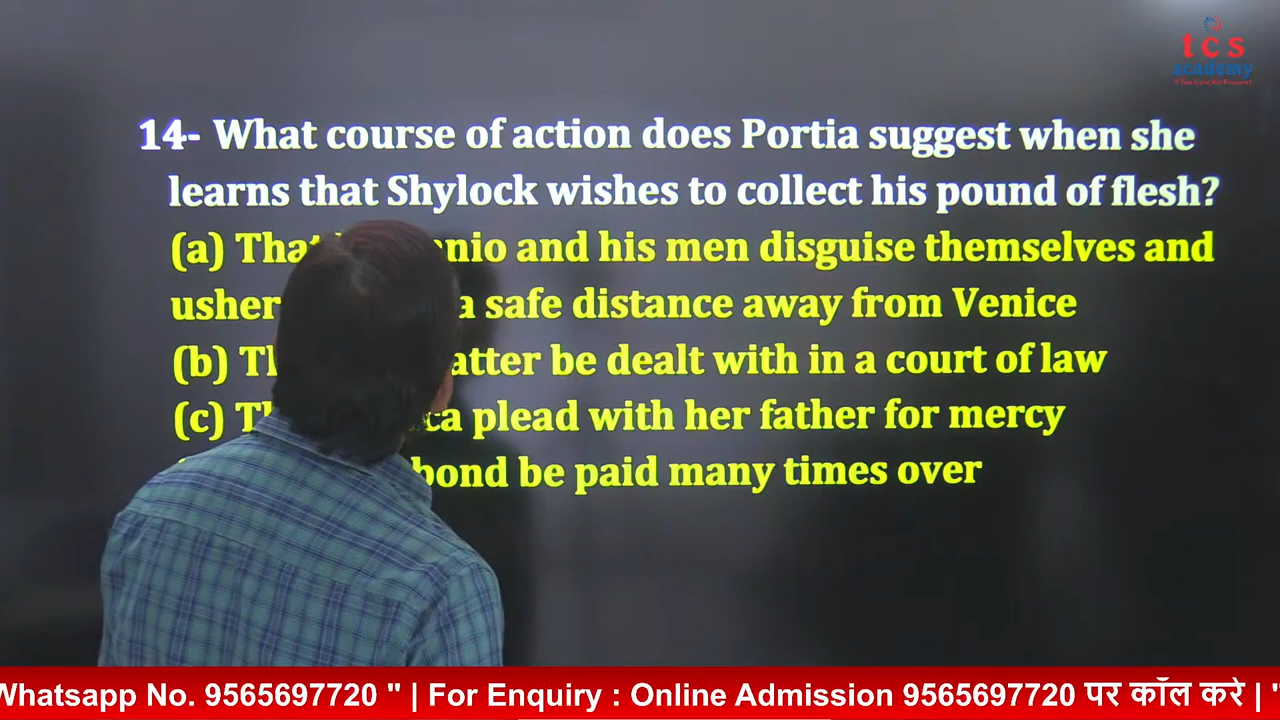 tcs
academy
14- What course of action does Portia suggest when she
learns that Shylock wishes to collect his pound of flesh?
(a) That nio and his men disguise themselves and
usher a safe distance away from Venice
(b) atter be dealt with in a court of law
(c) plead with her father for mercy
bond be paid many times over
Whatsapp No. 9565697720 " | For Enquiry : Online Admission 9565697720 पर कॉल करे | "